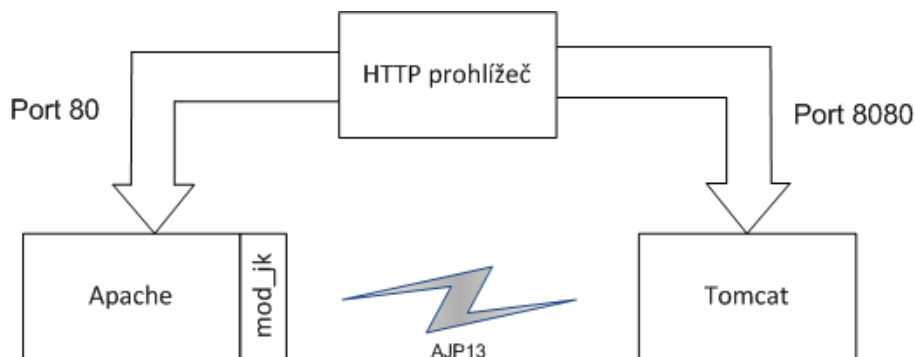 HTTP prohlížeč
Port 80
Port 8080
Apache
mod_jk
Tomcat
AJP13